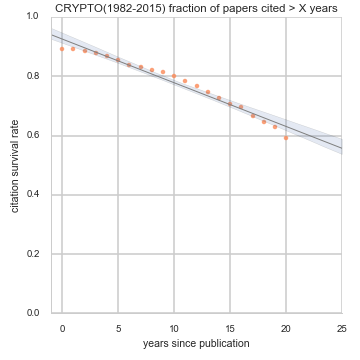 CRYPTO(1982-2015) fraction of papers cited > X years
1.0
0.8
0.6
0.4
0.2
0.0
citation survival rate
0 5 10 15 20 25
years since publication